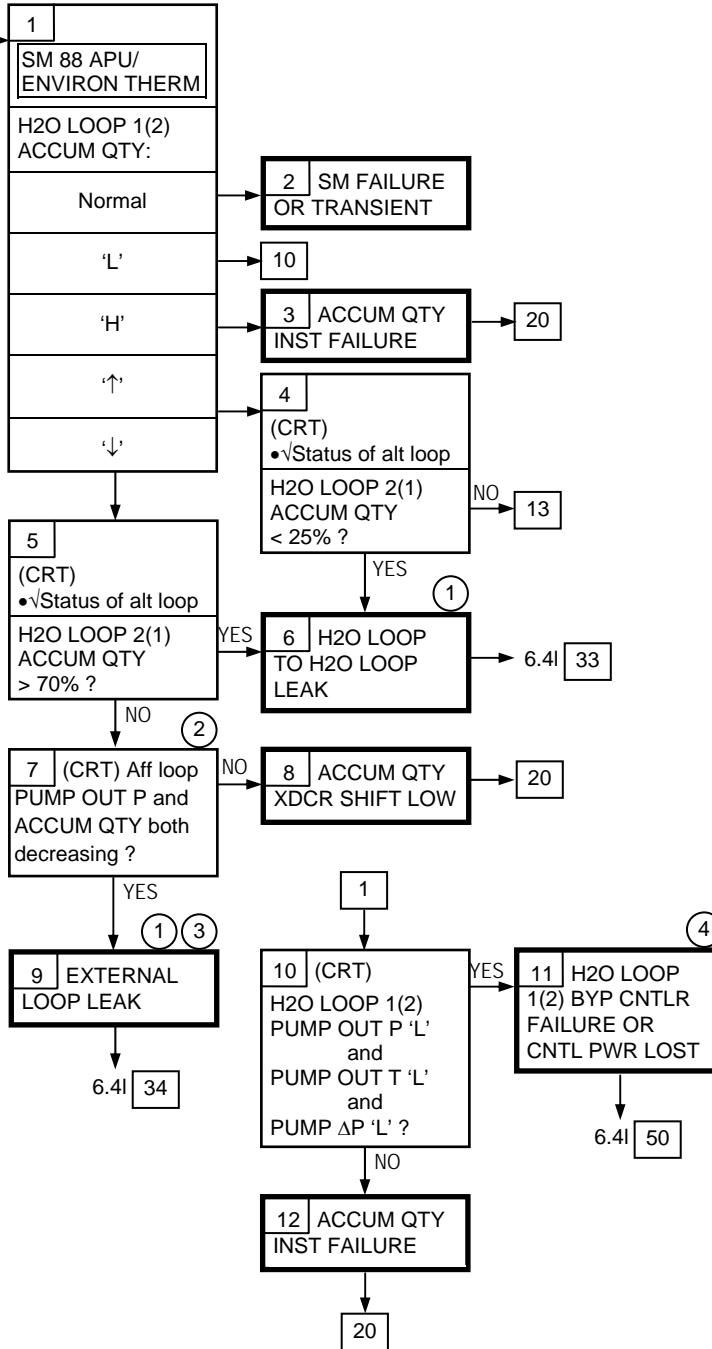 1
SM 88 APU/
ENVIRON THERM
H2O LOOP 1(2)
ACCUM QTY:
Normal
‘L’
‘H’
‘↑’
‘↓’
2 SM FAILURE
OR TRANSIENT
10
3 ACCUM QTY
INST FAILURE
20
4
(CRT)
•√Status of alt loop
H2O LOOP 2(1)
ACCUM QTY
< 25% ?
NO
13
YES
5
(CRT)
•√Status of alt loop
H2O LOOP 2(1)
ACCUM QTY
> 70% ?
YES
NO
1
6 H2O LOOP
TO H2O LOOP
LEAK
6.4l 33
2
7 (CRT) Aff loop
PUMP OUT P and
ACCUM QTY both
decreasing ?
NO
YES
8 ACCUM QTY
XDCR SHIFT LOW
20
1 3
9 EXTERNAL
LOOP LEAK
6.4l 34
1
10 (CRT)
H2O LOOP 1(2)
PUMP OUT P ‘L’
and
PUMP OUT T ‘L’
and
PUMP ΔP ‘L’ ?
YES
NO
4
11 H2O LOOP
1(2) BYP CNTLR
FAILURE OR
CNTL PWR LOST
6.4l 50
12 ACCUM QTY
INST FAILURE
20